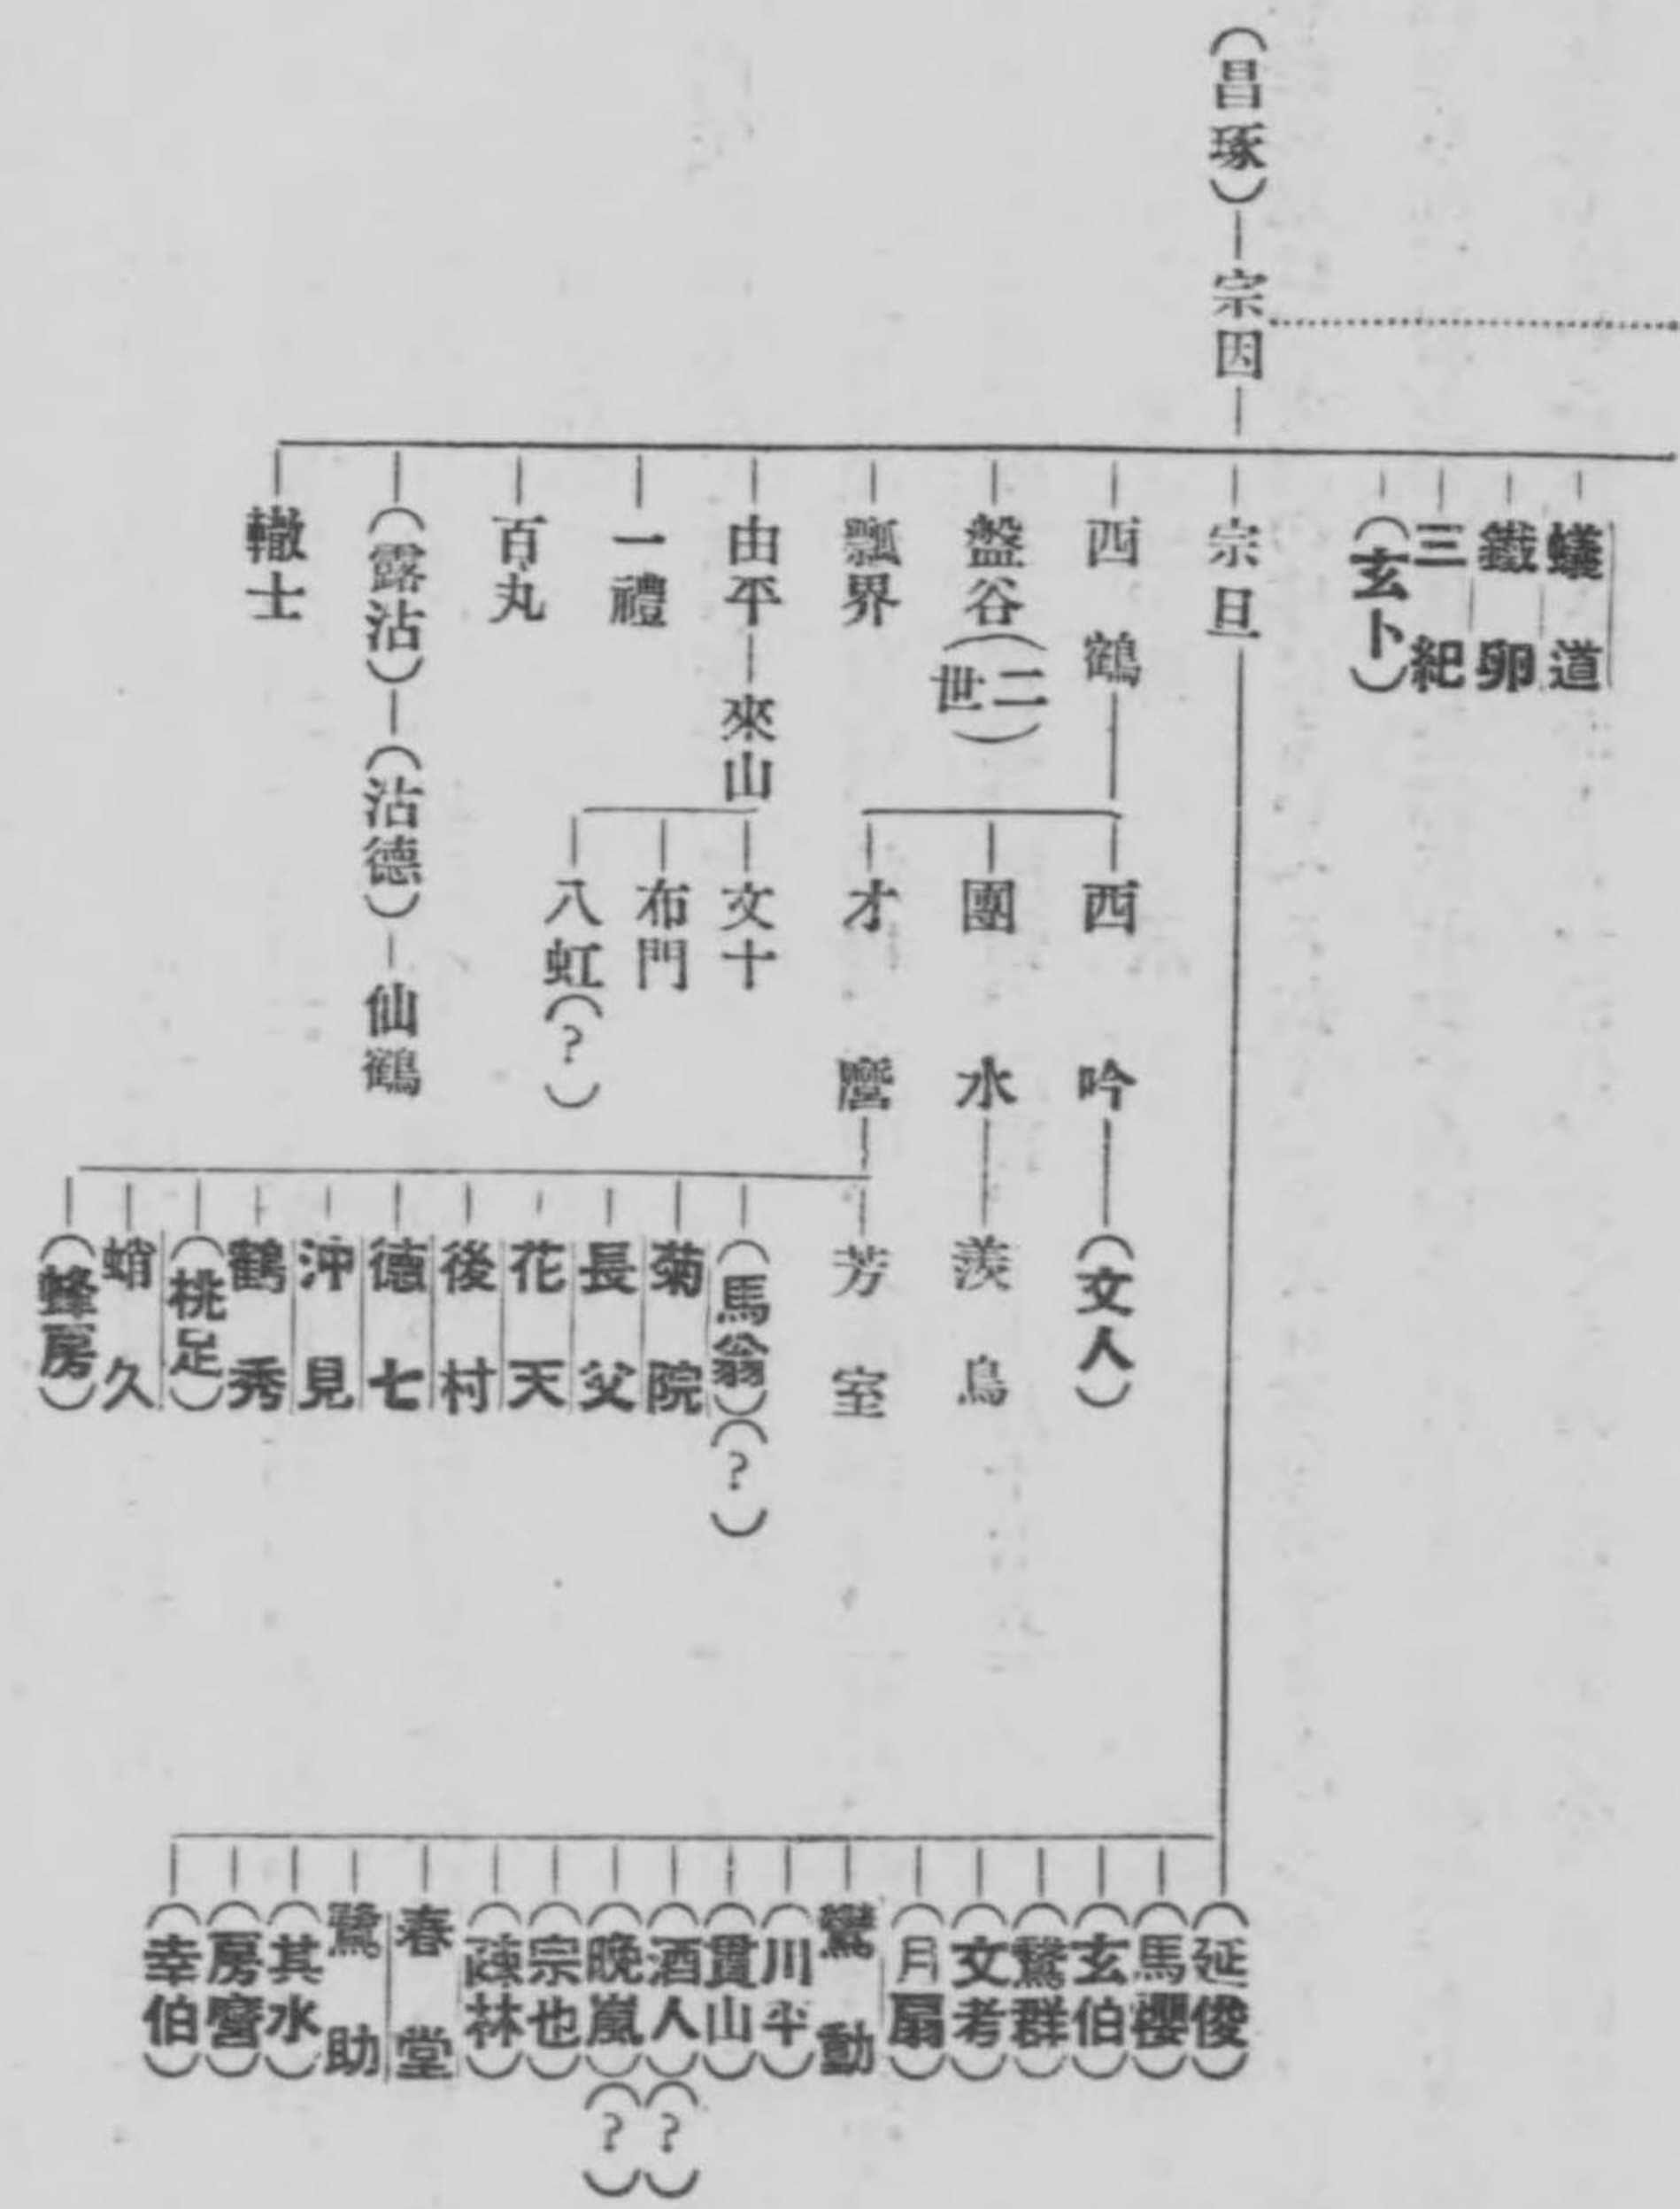 蟻道
鐵卵
三紀
(玄卜)
(昌琢)―宗因
宗旦
(延俊)
(馬櫻)
(玄伯)
(鷲群)
(文考)
(月扇)
鸞動
(川平)
(貫山)
(酒人)(?)
(晩嵐)(?)
(宗也)
(疎林)
春堂
鷺助
(其水)
(房麿)
(幸伯)
西鶴
西吟―(文人)
團水―羨鳥
才麿
芳室
(馬翁)(?)
菊院
長父
花天
後村
德七
沖見
鶴秀
(桃足)
蛸久
(蜂房)
盤谷(二世)
瓢界
由平―來山
文十
布門
八虹(?)
一禮
百丸
(露沾)―(沾德)―仙鶴
轍士